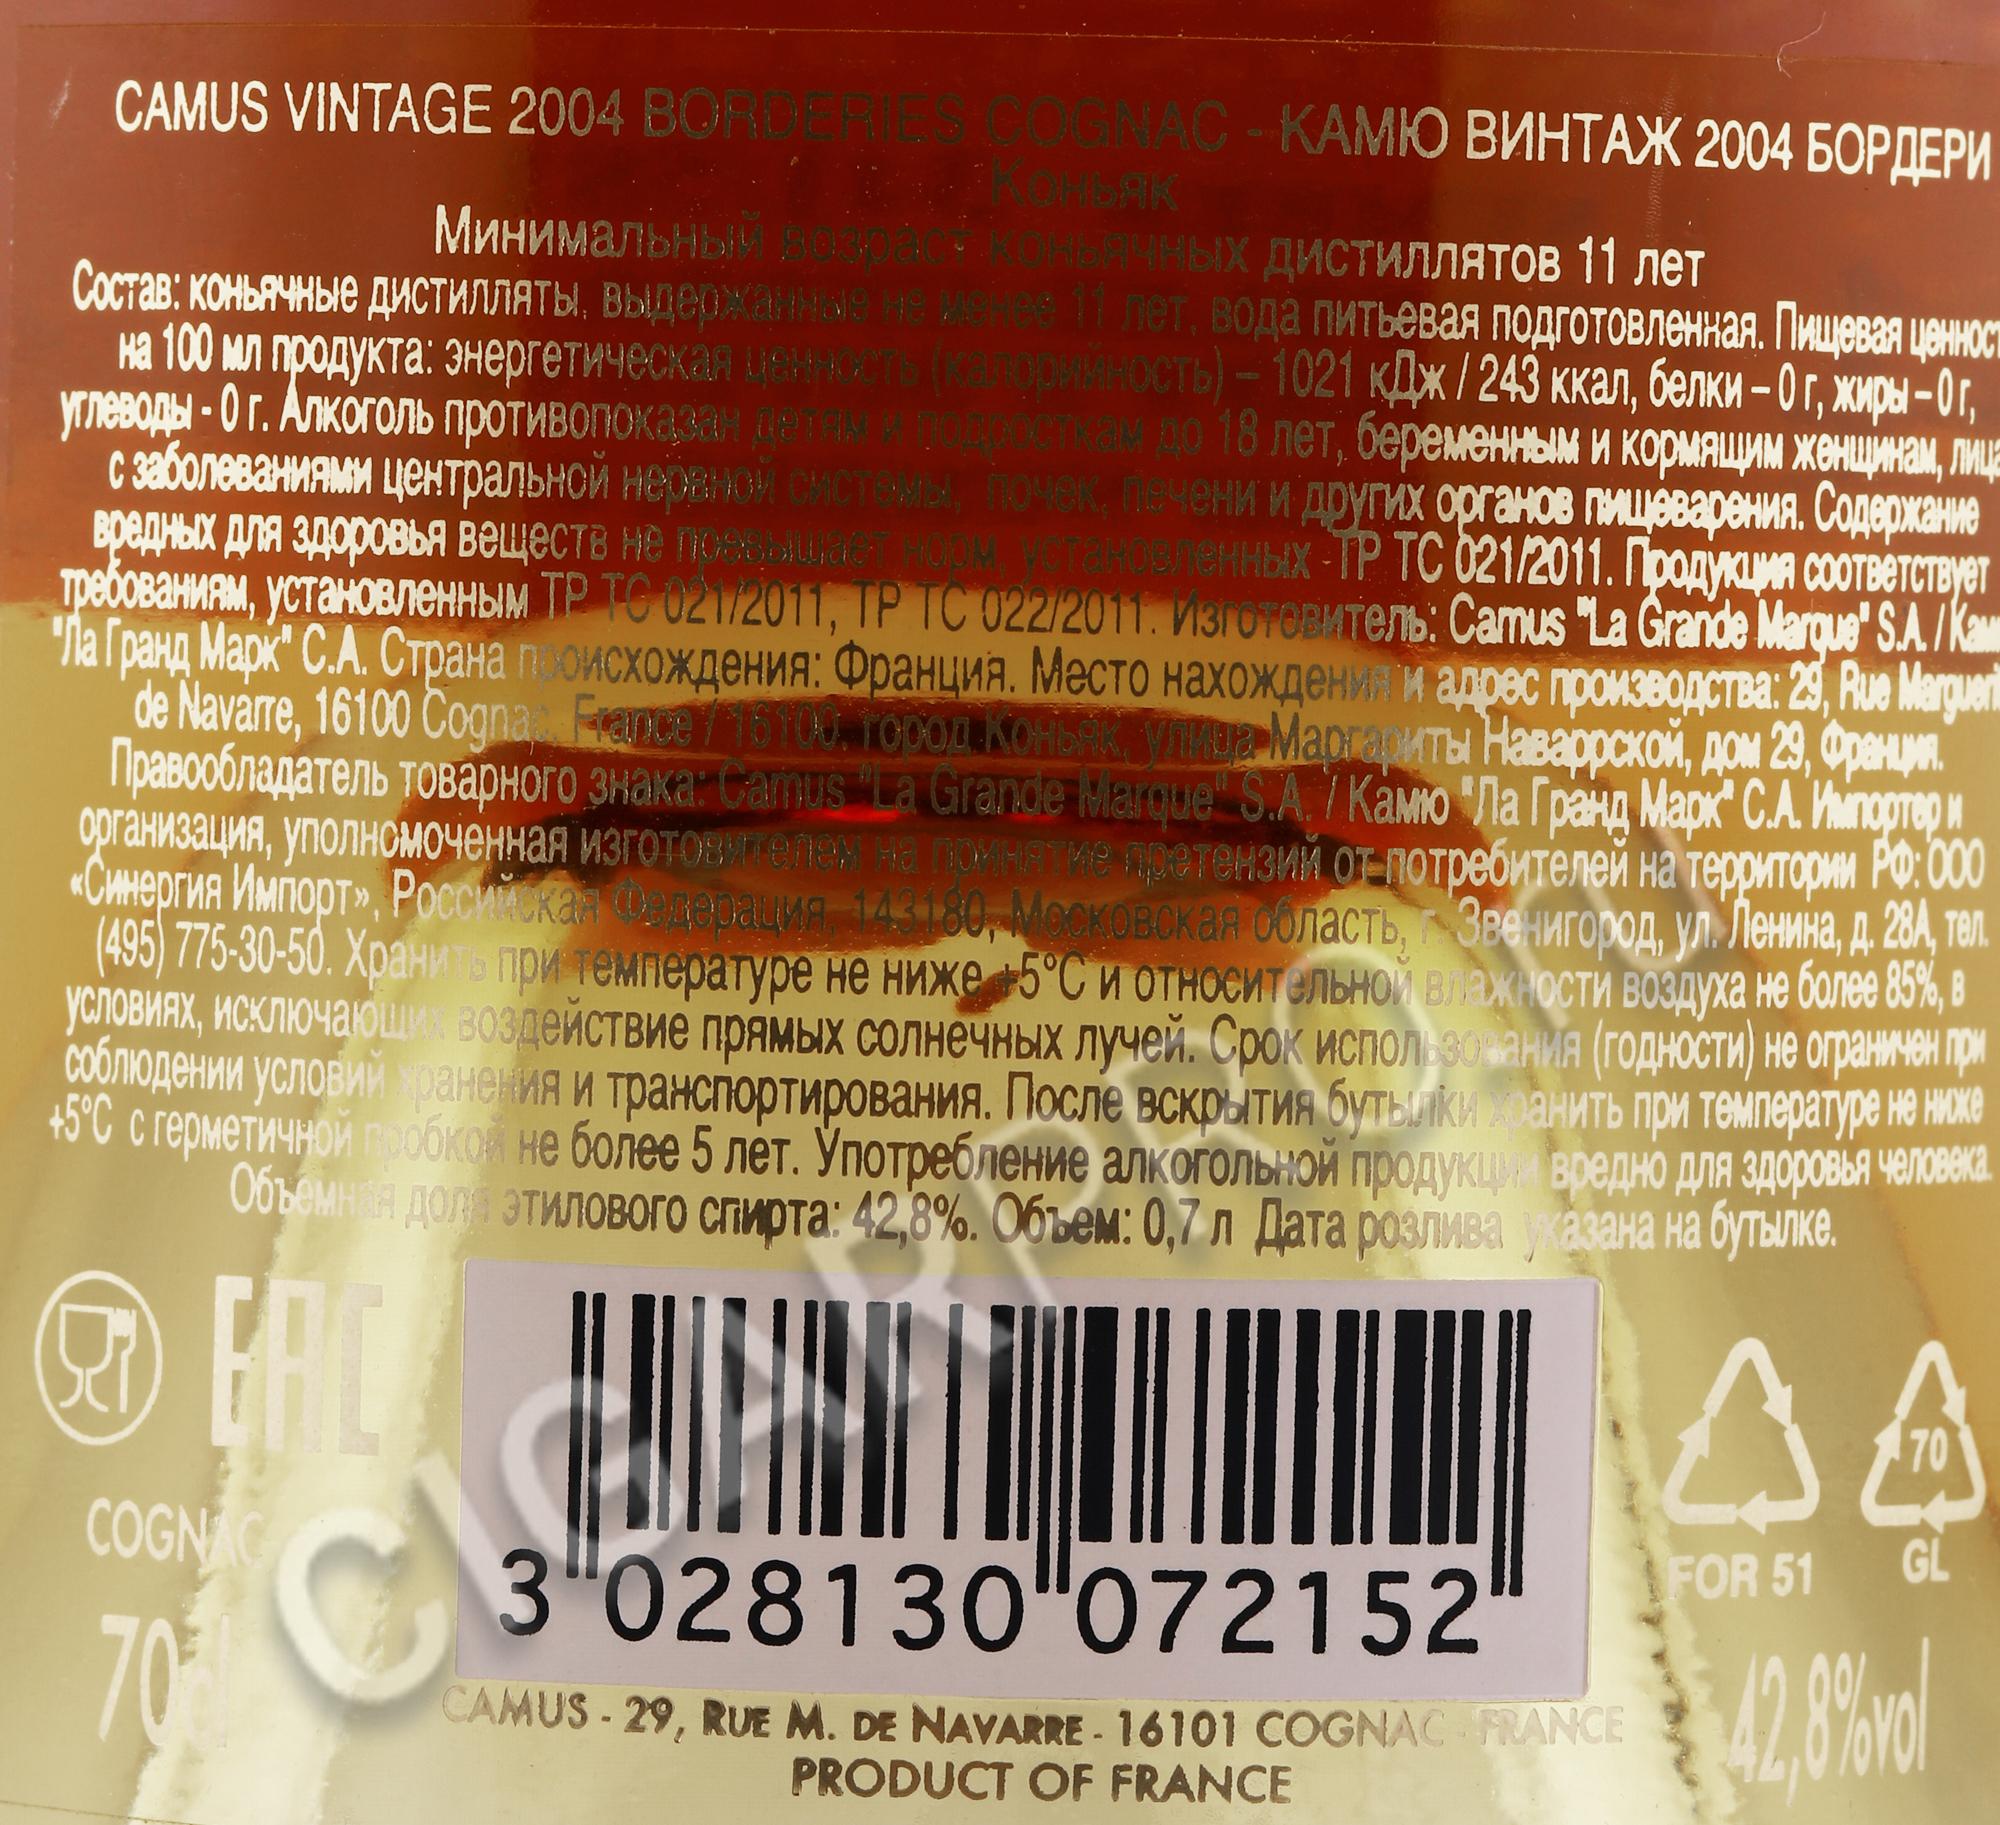 CAMUS VINTAGE 2004 BORDERIES COGNAC - КАМЮ ВИНТАЖ 2004 БОРДЕРИ
Коньяк
Минимальный возраст коньячных дистиллятов 11 лет
Состав: коньячные дистилляты, выдержанные не менее 11 лет, вода питьевая подготовленная. Пищевая ценност
на 100 мл продукта: энергетическая ценность (калорийность) – 1021 кДж / 243 ккал, белки – 0 г, жиры – 0 г,
углеводы - 0 г. Алкоголь противопоказан детям и подросткам до 18 лет, беременным и кормящим женщинам, лица
с заболеваниями центральной нервной системы, почек, печени и других органов пищеварения. Содержание
вредных для здоровья веществ не превышает норм, установленных ТР ТС 021/2011. Продукция соответствует
требованиям, установленным ТР ТС 021/2011, ТР ТС 022/2011. Изготовитель: Camus "La Grande Marque" S.A. / Кам
"Ла Гранд Марк" С.А. Страна происхождения: Франция. Место нахождения и адрес производства: 29, Rue Marguerit
de Navarre, 16100 Cognac, France / 16100, город Коньяк, улица Маргариты Наваррской, дом 29, Франция.
Правообладатель товарного знака: Camus "La Grande Marque" S.A. / Камю "Ла Гранд Марк" С.А. Импортер и
организация, уполномоченная изготовителем на принятие претензий от потребителей на территории РФ: ООО
«Синергия Импорт», Российская Федерация, 143180, Московская область, г. Звенигород, ул. Ленина, д. 28А, тел.
(495) 775-30-50. Хранить при температуре не ниже +5°С и относительной влажности воздуха не более 85%, в
условиях, исключающих воздействие прямых солнечных лучей. Срок использования (годности) не ограничен при
соблюдении условий хранения и транспортирования. После вскрытия бутылки хранить при температуре не ниже
+5°С с герметичной пробкой не более 5 лет. Употребление алкогольной продукции вредно для здоровья человека.
Объемная доля этилового спирта: 42,8%. Объем: 0,7 л Дата розлива указана на бутылке.
EAC
COGNAC
70cl
3 028130 072152
FOR 51
70
GL
42,8%vol
CAMUS - 29, RUE M. DE NAVARRE - 16101 COGNAC - FRANCE
PRODUCT OF FRANCE
CIGARPRO.ru